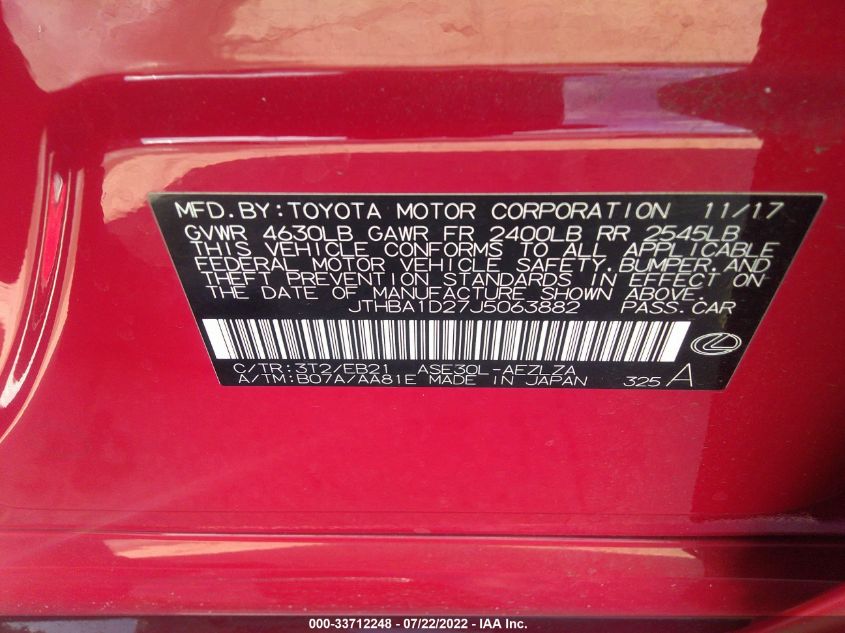 MFD.BY:TOYOTA MOTOR CORPORATION 11/17
GVWR 4630LB GAWR FR 2400LB RR 2545LB
THIS VEHICLE CONFORMS TO ALL APPLICABLE
FEDERAL MOTOR VEHICLE SAFETY,BUMPER,AND
THEFT PREVENTION STANDARDS IN EFFECT ON
THE DATE OF MANUFACTURE SHOWN ABOVE.
JTHBA1D27J5063882 PASS.CAR
C/TR:3T2/EB21 ASE30L-AEZLZA
A/TM:B07A/AA81E MADE IN JAPAN 325 A
000-33712248 - 07/22/2022 - IAA Inc.